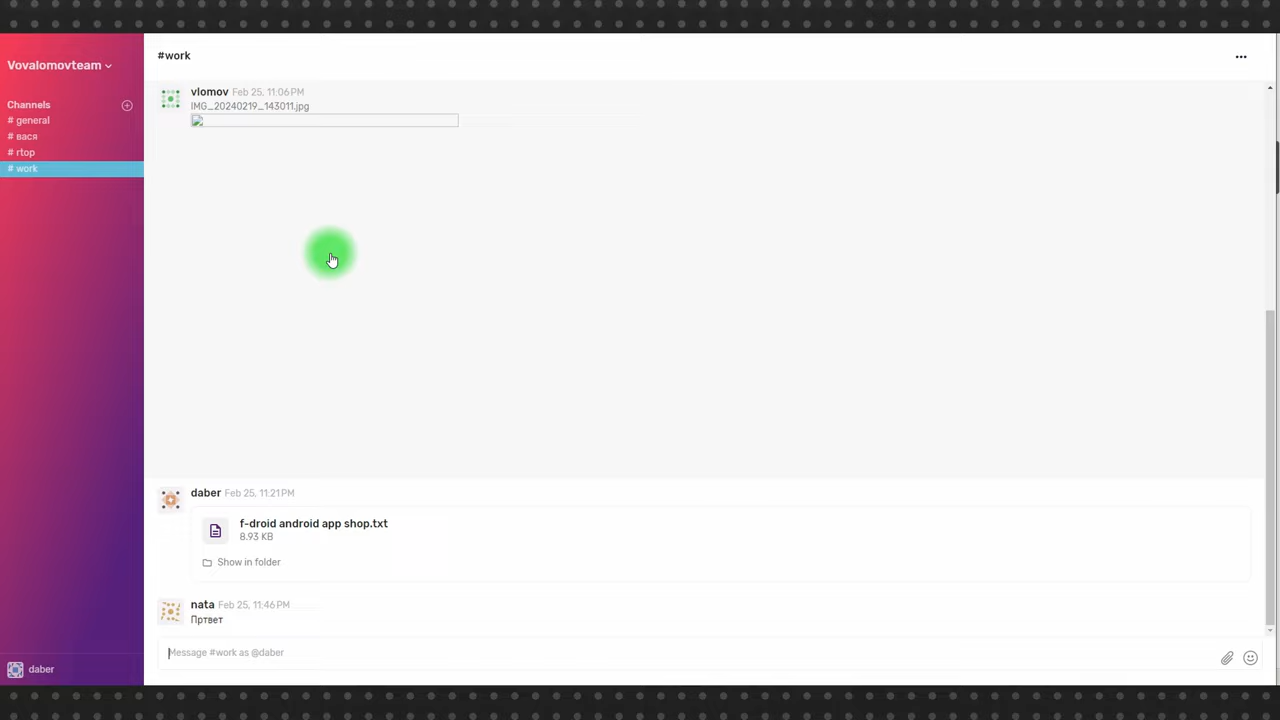 Vovalomovteam
Channels
# general
# вася
# rtop
# work
daber
#work
vlomov Feb 25, 11:06 PM
IMG_20240219_143011.jpg
daber Feb 25, 11:21 PM
f-droid android app shop.txt
8.93 KB
Show in folder
nata Feb 25, 11:46 PM
Пртвет
Message #work as @daber